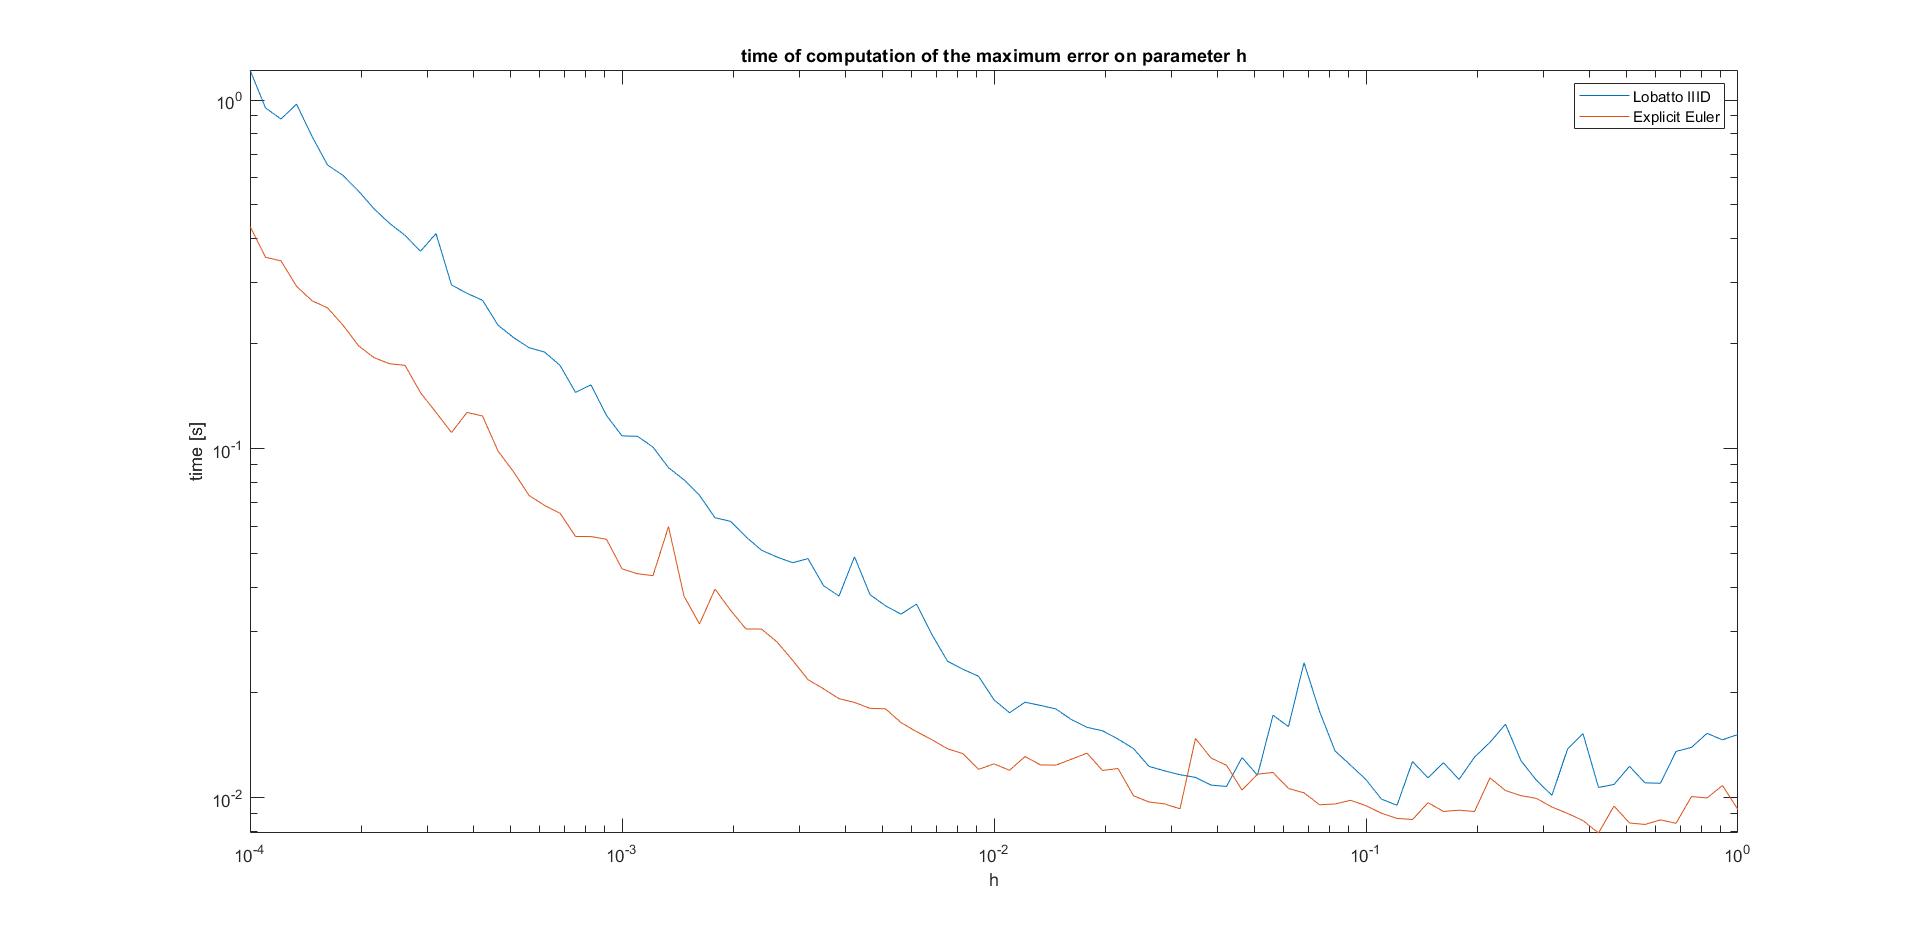 time of computation of the maximum error on parameter h
10^0
10^-1
10^-2
time [s]
Lobatto IIID
Explicit Euler
10^-4
10^-3
10^-2
10^-1
10^0
h